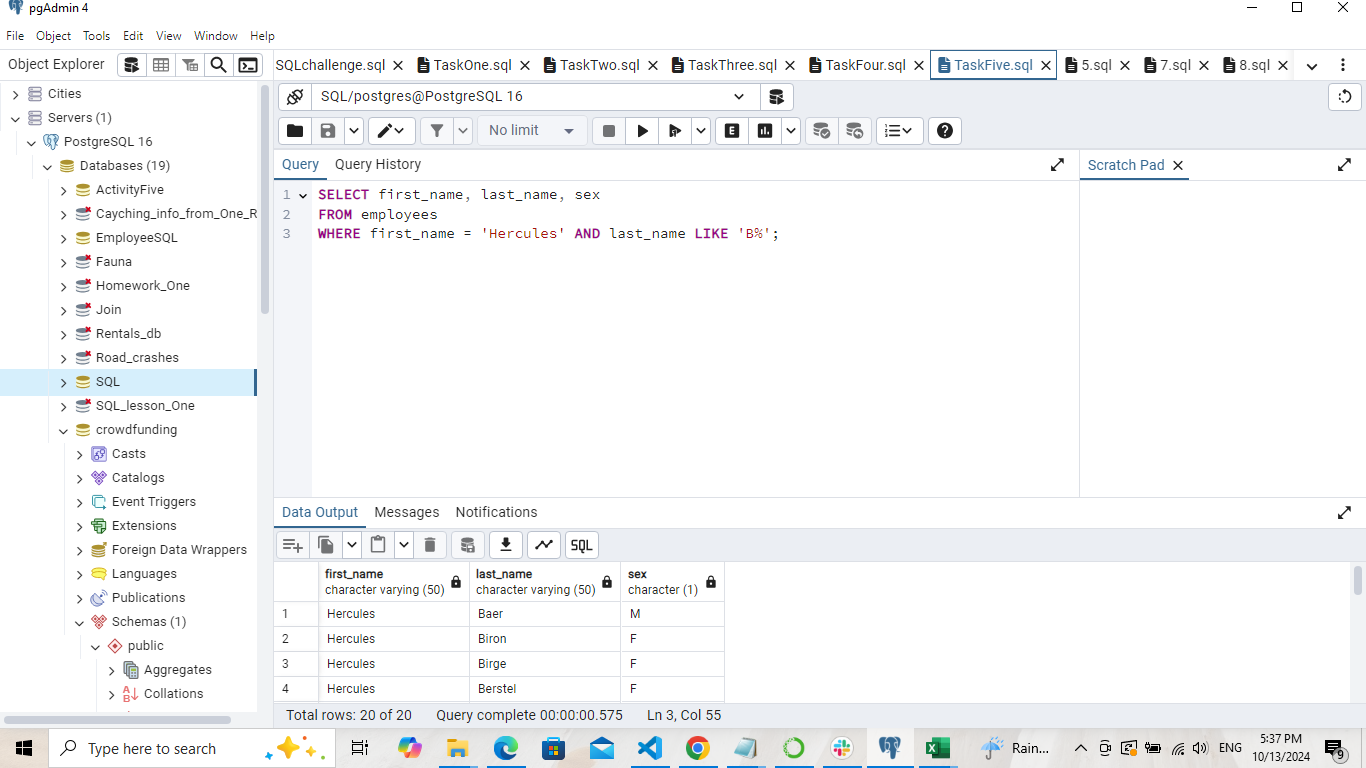 pgAdmin 4
File Object Tools Edit View Window Help
Object Explorer
SQLchallenge.sql TaskOne.sql TaskTwo.sql TaskThree.sql TaskFour.sql TaskFive.sql 5.sql 7.sql 8.sql
Cities
Servers (1)
PostgreSQL 16
Databases (19)
ActivityFive
Cayching_info_from_One_R
EmployeeSQL
Fauna
Homework_One
Join
Rentals_db
Road_crashes
SQL
SQL_lesson_One
crowdfunding
Casts
Catalogs
Event Triggers
Extensions
Foreign Data Wrappers
Languages
Publications
Schemas (1)
public
Aggregates
Collations
SQL/postgres@PostgreSQL 16
No limit
E
Query Query History
Scratch Pad
1 SELECT first_name, last_name, sex
2 FROM employees
3 WHERE first_name = 'Hercules' AND last_name LIKE 'B%';
Data Output Messages Notifications
SQL
first_name last_name sex
character varying (50) character varying (50) character (1)
1 Hercules Baer M
2 Hercules Biron F
3 Hercules Birge F
4 Hercules Berstel F
Total rows: 20 of 20 Query complete 00:00:00.575 Ln 3, Col 55
Type here to search
Rain...
ENG
5:37 PM
10/13/2024
9